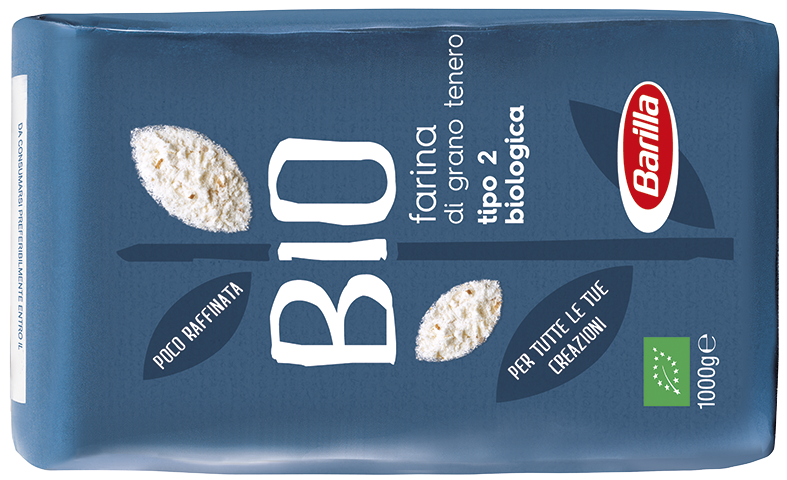 DA CONSUMARSI PREFERIBILMENTE ENTRO IL
POCO RAFFINATA
BIO
farina
di grano tenero
tipo 2
biologica
PER TUTTE LE TUE
CREAZIONI
Barilla
1000g e